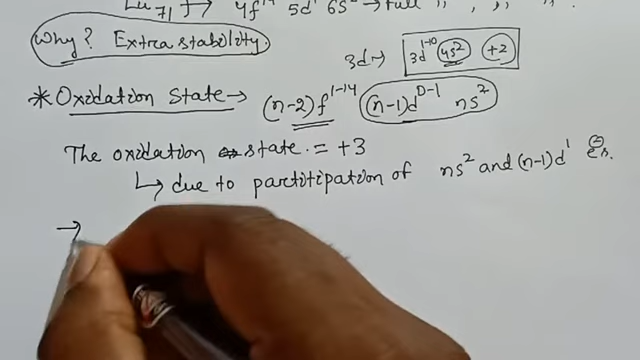 Lu₇₁ → 4f¹⁴ 5d¹ 6s² → Full ,, ,, ,,
Why? Extra stability.
3d → 3d¹⁻¹⁰ 4s² +2
* Oxidation State → (n-2)f¹⁻¹⁴ (n-1)d⁰⁻¹ ns²
The oxidation state = +3
↳ due to partitipation of ns² and (n-1)d¹ ēs.
→